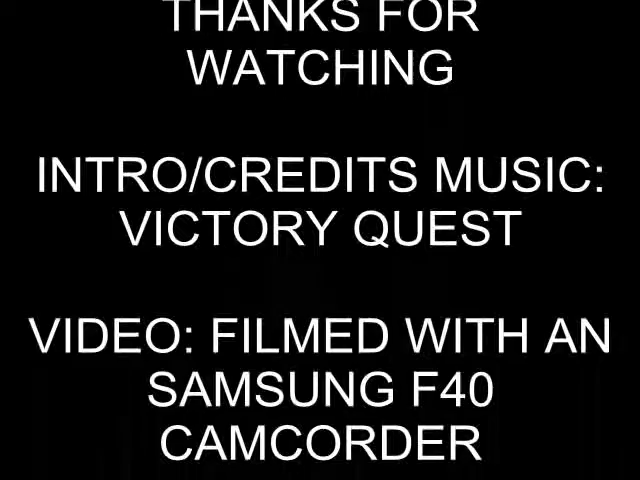 THANKS FOR
WATCHING
INTRO/CREDITS MUSIC:
VICTORY QUEST
VIDEO: FILMED WITH AN
SAMSUNG F40
CAMCORDER